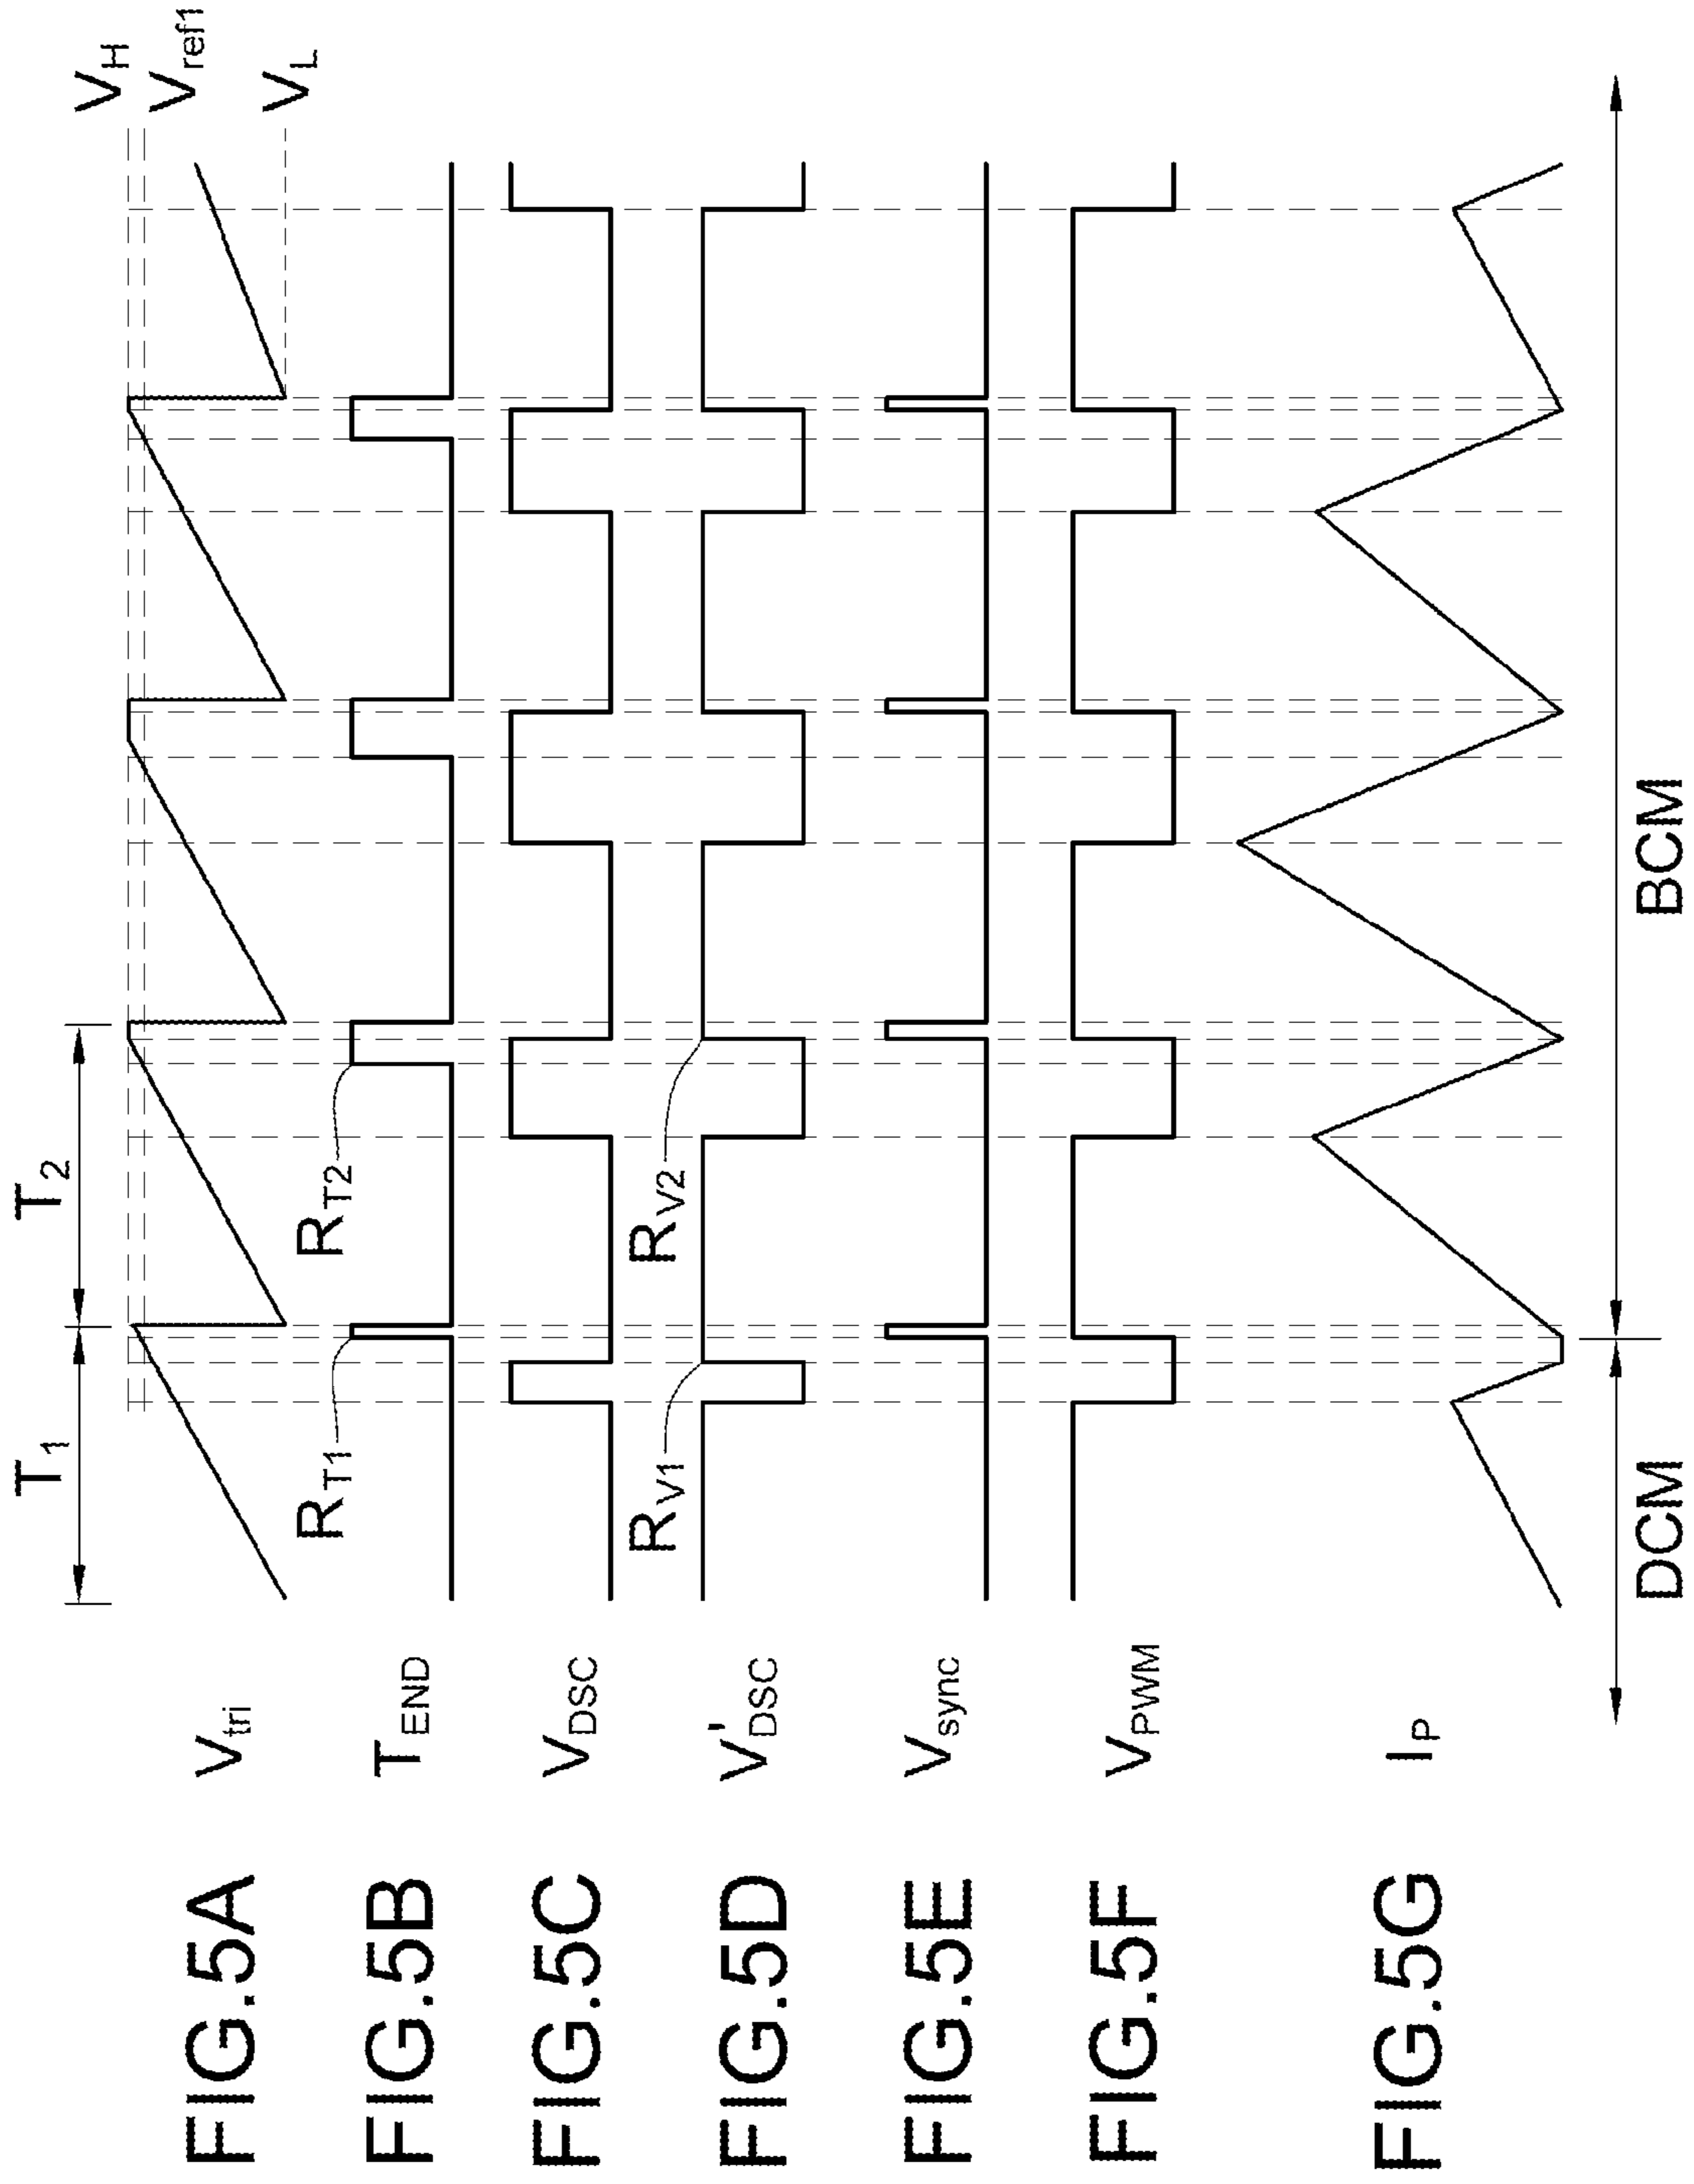 T1 T2
VH
Vref1
VL
FIG.5A Vtri
RT1 RT2
FIG.5B TEND
FIG.5C VDSC
RV1 RV2
FIG.5D V'DSC
FIG.5E Vsync
FIG.5F VPWM
FIG.5G IP
DCM BCM